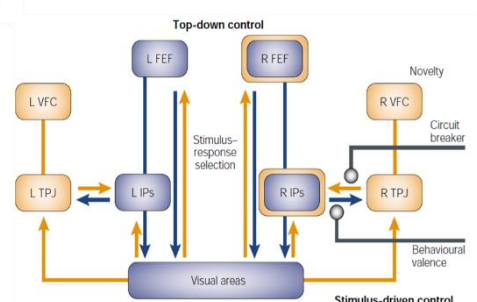 Top-down control
L FEF
R FEF
Novelty
L VFC
R VFC
Circuit
breaker
Stimulus–
response
selection
L TPJ
L IPs
R IPs
R TPJ
Behavioural
valence
Visual areas
Stimulus-driven control